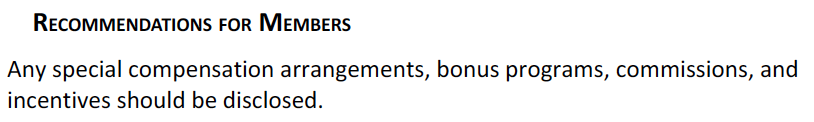 Recommendations for Members
Any special compensation arrangements, bonus programs, commissions, and
incentives should be disclosed.